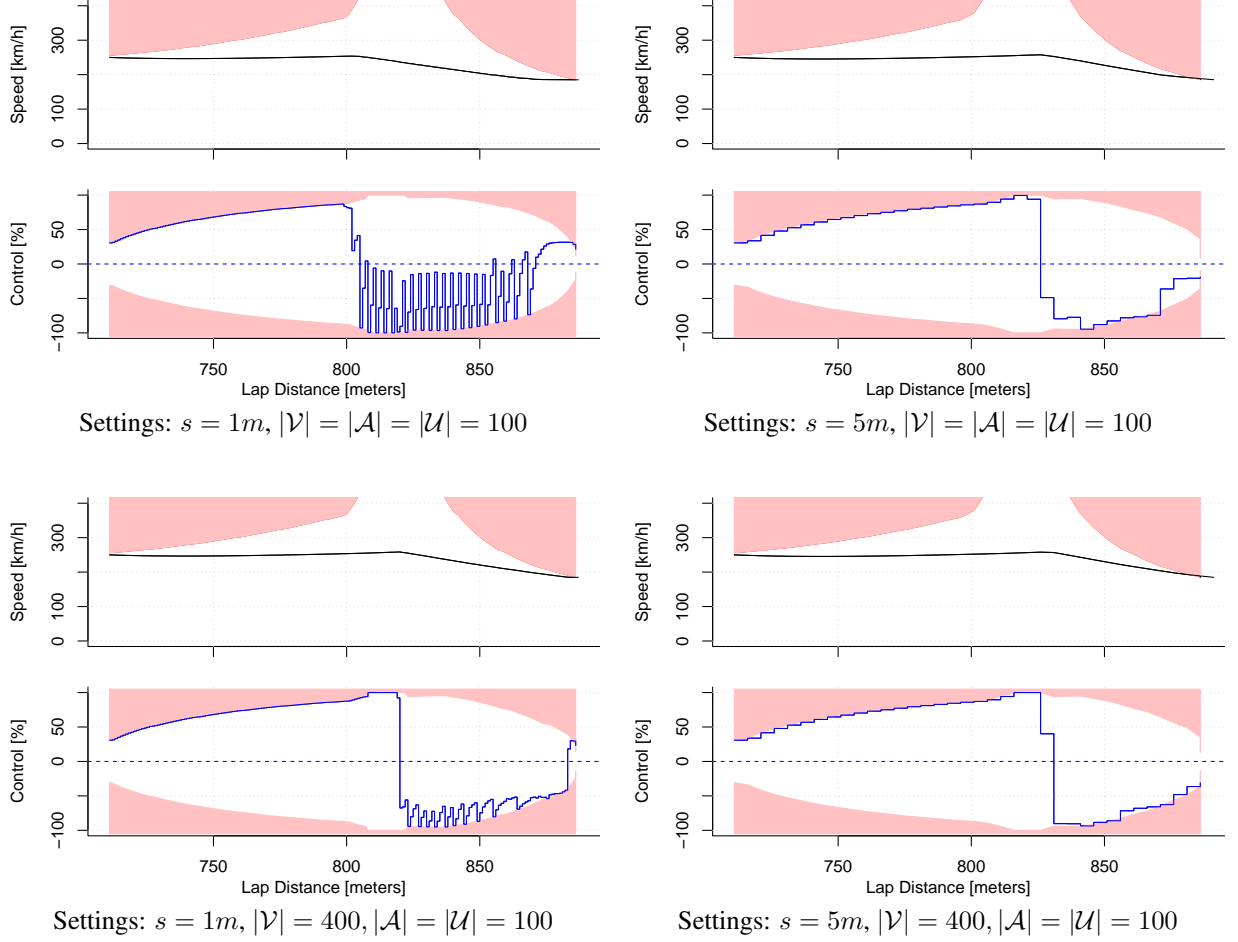 Speed [km/h]
300
100
0
Control [%]
50
0
−100
750
800
850
Lap Distance [meters]
Settings: s = 1m, |𝒱| = |𝒜| = |𝒰| = 100
Speed [km/h]
300
100
0
Control [%]
50
0
−100
750
800
850
Lap Distance [meters]
Settings: s = 5m, |𝒱| = |𝒜| = |𝒰| = 100
Speed [km/h]
300
100
0
Control [%]
50
0
−100
750
800
850
Lap Distance [meters]
Settings: s = 1m, |𝒱| = 400, |𝒜| = |𝒰| = 100
Speed [km/h]
300
100
0
Control [%]
50
0
−100
750
800
850
Lap Distance [meters]
Settings: s = 5m, |𝒱| = 400, |𝒜| = |𝒰| = 100